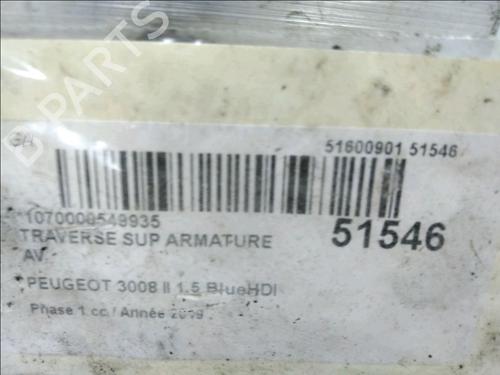 51600901 51546
1070000549935
51546
TRAVERSE SUP ARMATURE
AV
PEUGEOT 3008 II 1.5 BlueHDI
Phase 1 cc / Année 2019